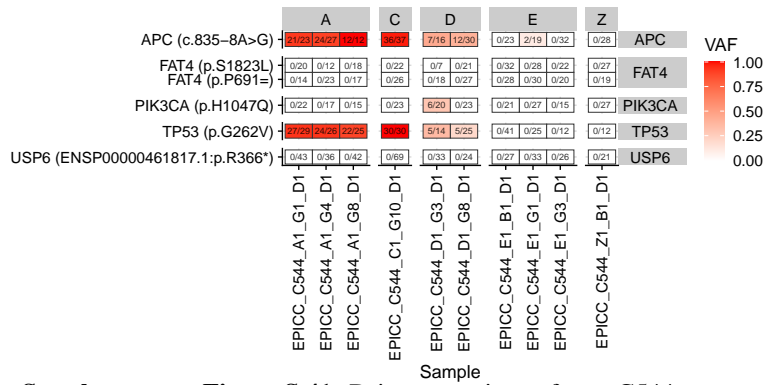 A C D E Z
APC (c.835−8A>G) 21/23 24/27 12/12 36/37 7/16 12/30 0/23 2/19 0/32 0/28 APC
FAT4 (p.S1823L) 0/20 0/12 0/18 0/22 0/7 0/21 0/32 0/28 0/22 0/27 FAT4
FAT4 (p.P691=) 0/14 0/23 0/17 0/26 0/18 0/27 0/28 0/30 0/20 0/19
PIK3CA (p.H1047Q) 0/22 0/17 0/15 0/23 6/20 0/23 0/21 0/27 0/15 0/27 PIK3CA
TP53 (p.G262V) 27/29 24/26 22/25 30/30 5/14 5/25 0/41 0/25 0/12 0/12 TP53
USP6 (ENSP00000461817.1:p.R366*) 0/43 0/36 0/42 0/69 0/33 0/24 0/27 0/33 0/26 0/21 USP6
VAF
1.00
0.75
0.50
0.25
0.00
EPICC_C544_A1_G1_D1
EPICC_C544_A1_G4_D1
EPICC_C544_A1_G8_D1
EPICC_C544_C1_G10_D1
EPICC_C544_D1_G3_D1
EPICC_C544_D1_G8_D1
EPICC_C544_E1_B1_D1
EPICC_C544_E1_G1_D1
EPICC_C544_E1_G3_D1
EPICC_C544_Z1_B1_D1
Sample